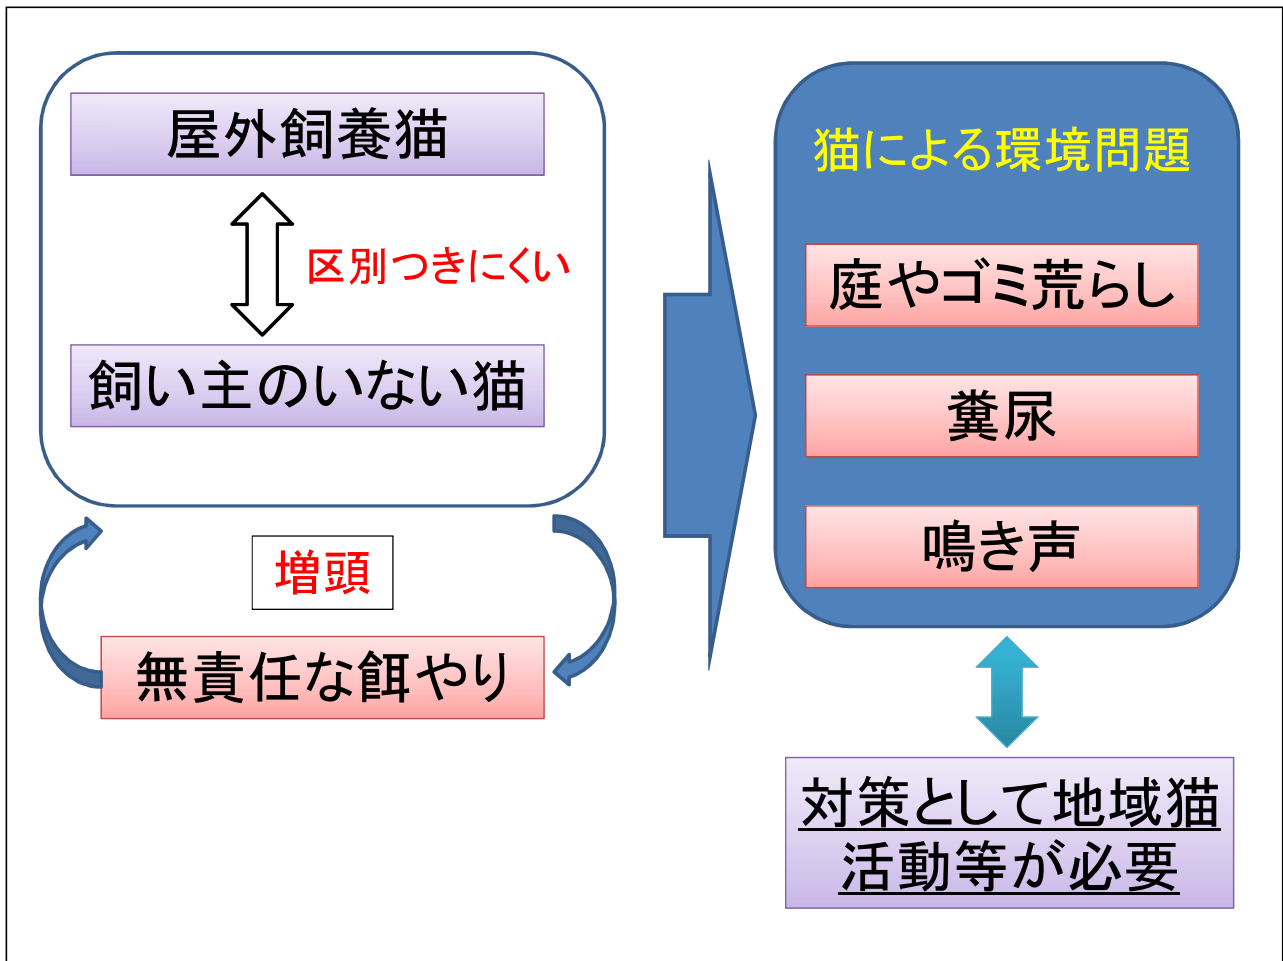 屋外飼養猫
区別つきにくい
飼い主のいない猫
増頭
無責任な餌やり
猫による環境問題
庭やゴミ荒らし
糞尿
鳴き声
対策として地域猫
活動等が必要